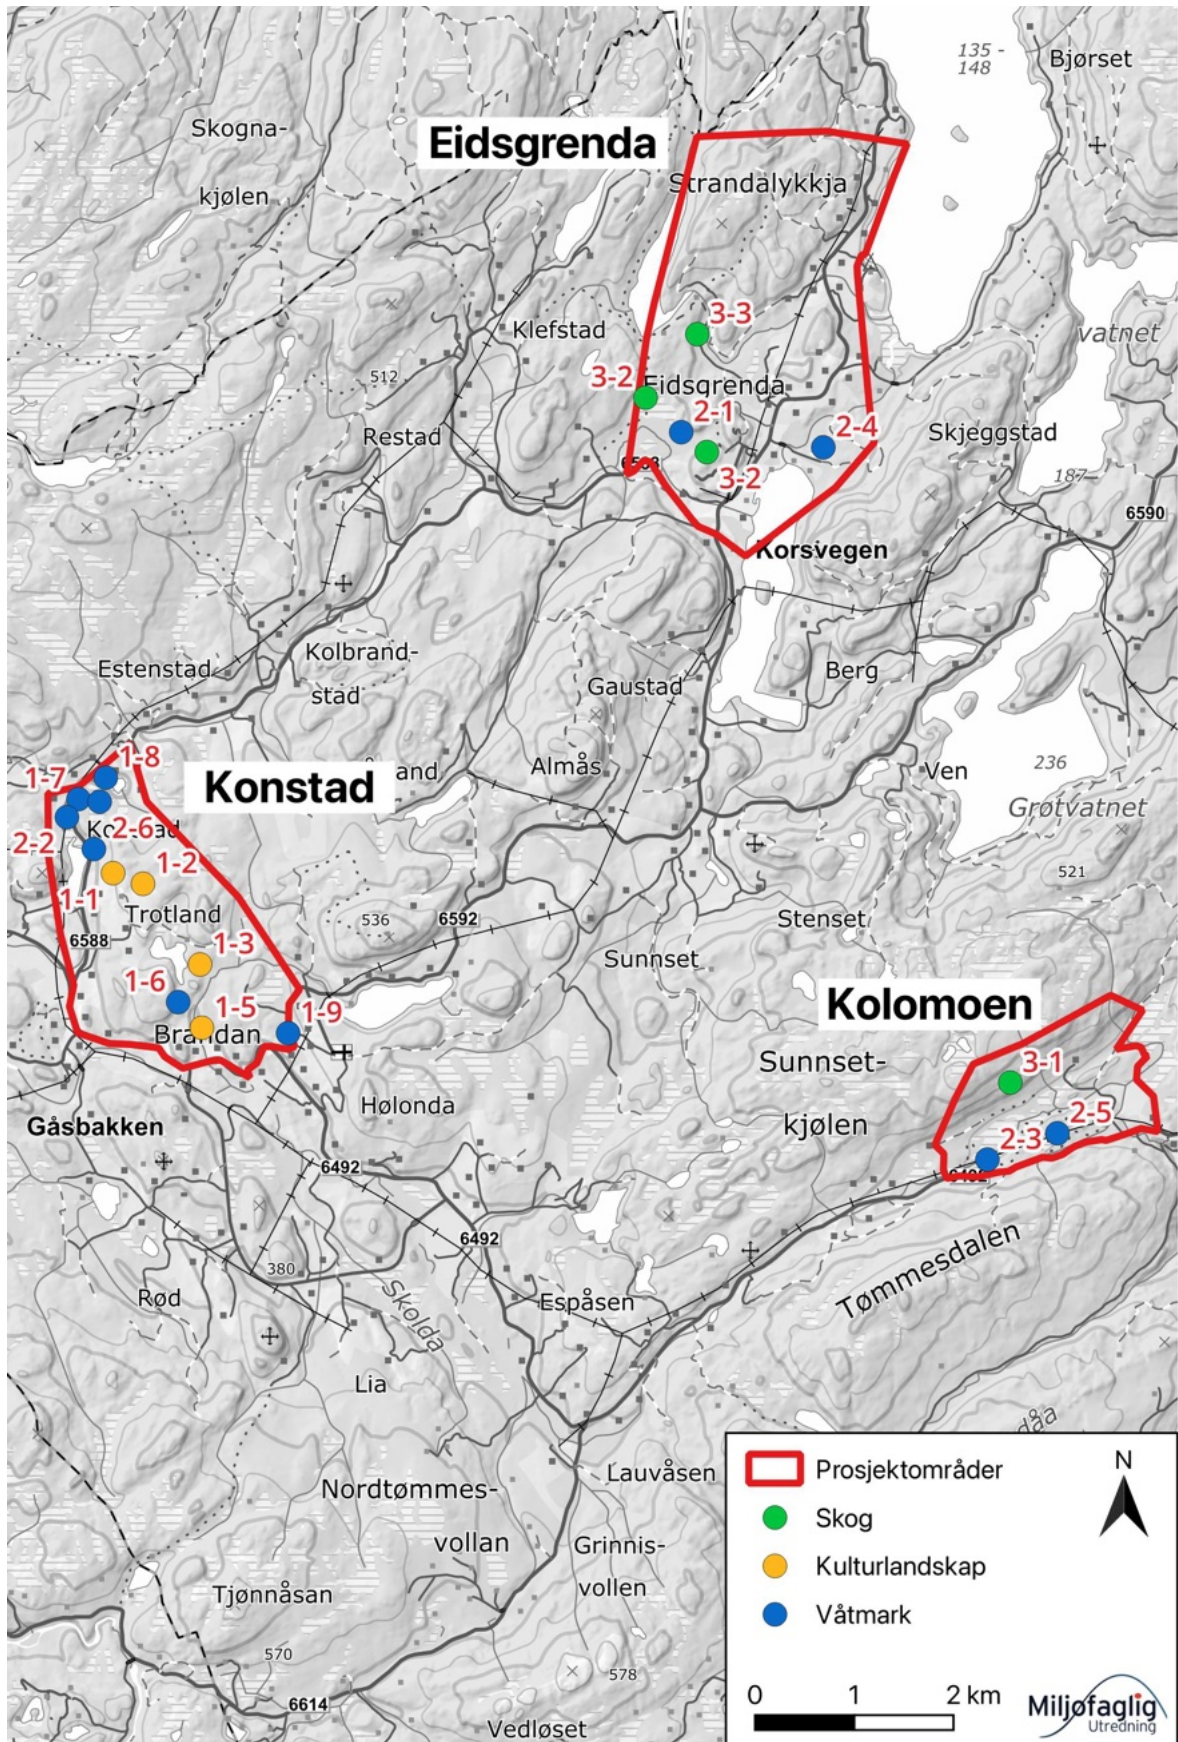 135 -
148
Bjørset
Skogna-
kjølen
Eidsgrenda
Strandalykkja
vatnet
Klefstad
3-3
512
3-2
Eidsgrenda
2-1
Restad
2-4
Skjeggstad
3-2
187
6590
Korsvegen
Estenstad
Kolbrand-
stad
Gaustad
Berg
1-8
1-7
Konstad
Almås
Ven
236
Grøtvatnet
2-2
2-6
1-2
521
1-1
Trotland
536
6592
Stenset
6588
1-3
Sunnset
1-6
1-5
1-9
Brandan
Kolomoen
Sunnset-
kjølen
3-1
Hølonda
2-5
2-3
Gåsbakken
6492
6492
Tømmesdalen
380
Rød
Skolda
Espåsen
Lia
Lauvåsen
Nordtømmes-
vollan
Grinnis-
vollen
Tjønnåsan
570
578
6614
Vedløset
Prosjektområder
N
Skog
Kulturlandskap
Våtmark
0 1 2 km
Miljøfaglig
Utredning